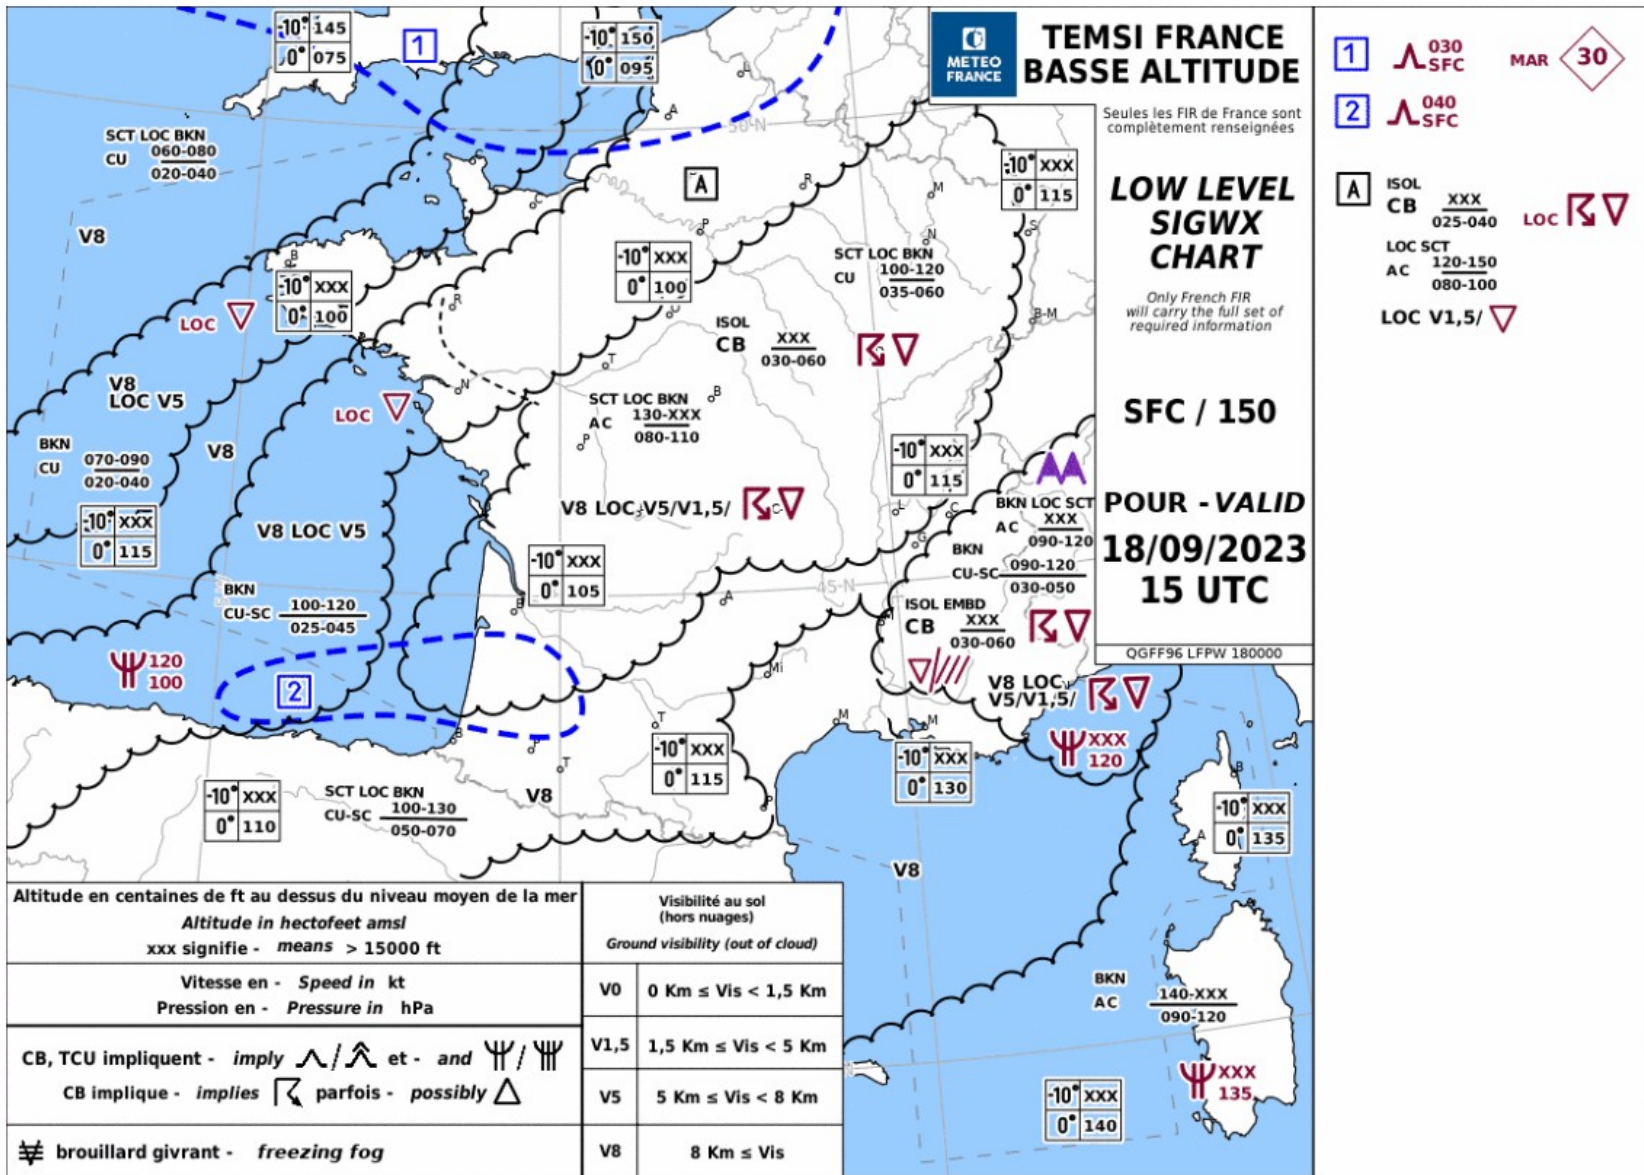 -10° 145
0° 075
1
-10° 150
0° 095
METEO
FRANCE
TEMSI FRANCE
BASSE ALTITUDE
Seules les FIR de France sont
complètement renseignées
LOW LEVEL
SIGWX
CHART
Only French FIR
will carry the full set of
required information
SFC / 150
POUR - VALID
18/09/2023
15 UTC
QGFF96 LFPW 180000
1
030
SFC
MAR
30
2
040
SFC
A
ISOL
CB
XXX
025-040
LOC
LOC SCT
AC
120-150
080-100
LOC V1,5/
SCT LOC BKN
CU
060-080
020-040
V8
L
A
50-N
C
C
A
R
M
-10° XXX
0° 115
P
N
S
B
-10° XXX
0° 100
LOC
R
-10° XXX
0° 100
SCT LOC BKN
CU
100-120
035-060
B-M
ISOL
CB
XXX
030-060
T
V8
LOC V5
N
LOC
SCT LOC BKN
AC
130-XXX
080-110
B
P
BKN
CU
070-090
020-040
V8
-10° XXX
0° 115
-10° XXX
0° 115
V8 LOC V5
V8 LOC V5/V1,5/
L
C
G
BKN LOC SCT
AC
XXX
090-120
BKN
CU-SC
090-120
030-050
-10° XXX
0° 105
B
A
45-N
BKN
CU-SC
100-120
025-045
ISOL EMBD
CB
XXX
030-060
120
100
2
Mi
V8 LOC
V5/V1,5/
XXX
120
B
P
T
T
M
M
-10° XXX
0° 115
-10° XXX
0° 130
B
-10° XXX
0° 110
SCT LOC BKN
CU-SC
100-130
050-070
V8
P
-10° XXX
0° 135
A
V8
BKN
AC
140-XXX
090-120
XXX
135
-10° XXX
0° 140
N
Altitude en centaines de ft au dessus du niveau moyen de la mer
Altitude in hectofeet amsl
xxx signifie - means > 15000 ft
Vitesse en - Speed in kt
Pression en - Pressure in hPa
CB, TCU impliquent - imply / et - and /
CB implique - implies parfois - possibly
brouillard givrant - freezing fog
Visibilité au sol
(hors nuages)
Ground visibility (out of cloud)
V0 0 Km ≤ Vis < 1,5 Km
V1,5 1,5 Km ≤ Vis < 5 Km
V5 5 Km ≤ Vis < 8 Km
V8 8 Km ≤ Vis